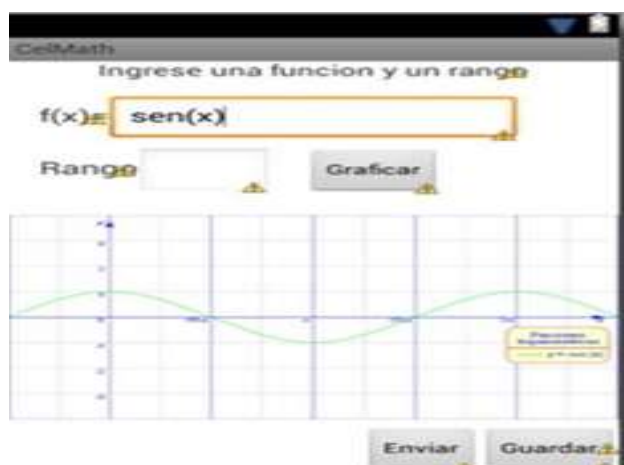 CelMath
Ingrese una funcion y un rango
f(x)=
sen(x)
Rango
Graficar
Enviar
Guardar